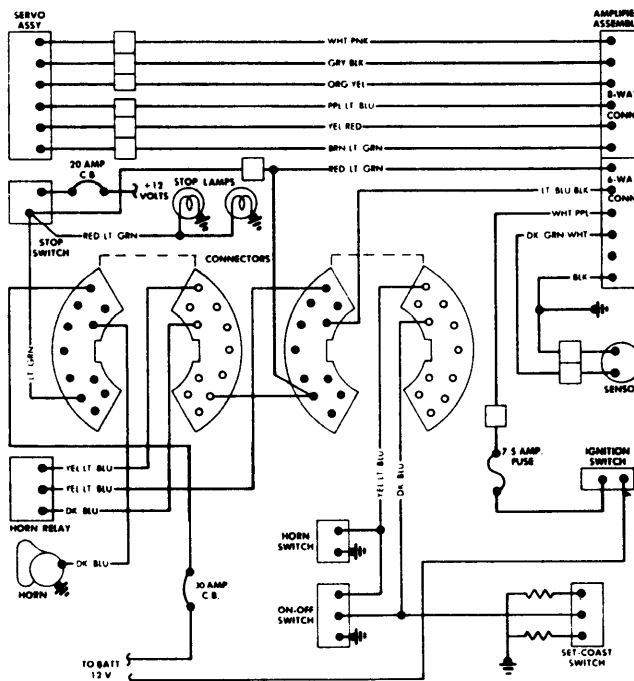 SERVO
ASSY
AMPLIFIE
ASSEMBL
WHT PNK
GRY BLK
ORG YEL
PPL LT BLU
8-WA
CONN
YEL RED
BRN LT GRN
RED LT GRN
20 AMP
C.B.
+12
VOLTS
STOP LAMPS
LT BLU BLK
6-WA
CONN
WHT PPL
STOP
SWITCH
RED LT GRN
DK GRN WHT
CONNECTORS
BLK
LT GRN
SENSO
YEL LT BLU
YEL LT BLU
DK BLU
HORN RELAY
YEL LT BLU
DK BLU
7 5 AMP.
FUSE
IGNITION
SWITCH
HORN
SWITCH
DK BLU
HORN
30 AMP
C.B.
ON-OFF
SWITCH
SET-COAST
SWITCH
TO BATT
12 V